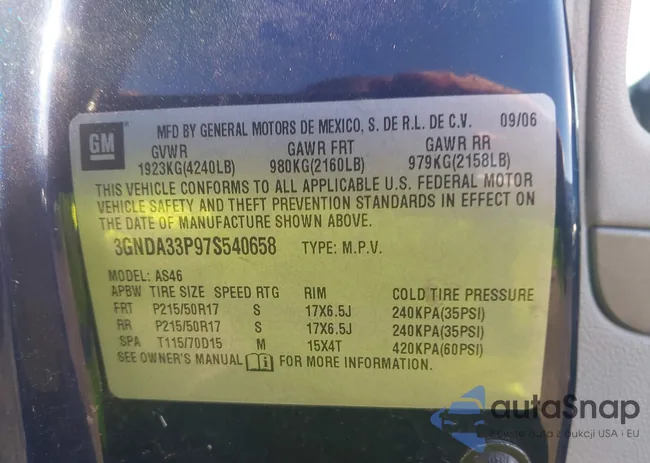 GM
MFD BY GENERAL MOTORS DE MEXICO, S. DE R.L. DE C.V. 09/06
GVWR GAWR FRT GAWR RR
1923KG(4240LB) 980KG(2160LB) 979KG(2158LB)
THIS VEHICLE CONFORMS TO ALL APPLICABLE U.S. FEDERAL MOTOR
VEHICLE SAFETY AND THEFT PREVENTION STANDARDS IN EFFECT ON
THE DATE OF MANUFACTURE SHOWN ABOVE.
3GNDA33P97S540658 TYPE: M.P.V.
MODEL: AS46
APBW TIRE SIZE SPEED RTG RIM COLD TIRE PRESSURE
FRT P215/50R17 S 17X6.5J 240KPA(35PSI)
RR P215/50R17 S 17X6.5J 240KPA(35PSI)
SPA T115/70D15 M 15X4T 420KPA(60PSI)
SEE OWNER'S MANUAL FOR MORE INFORMATION.
autaSnap
z aukcji USA i EU